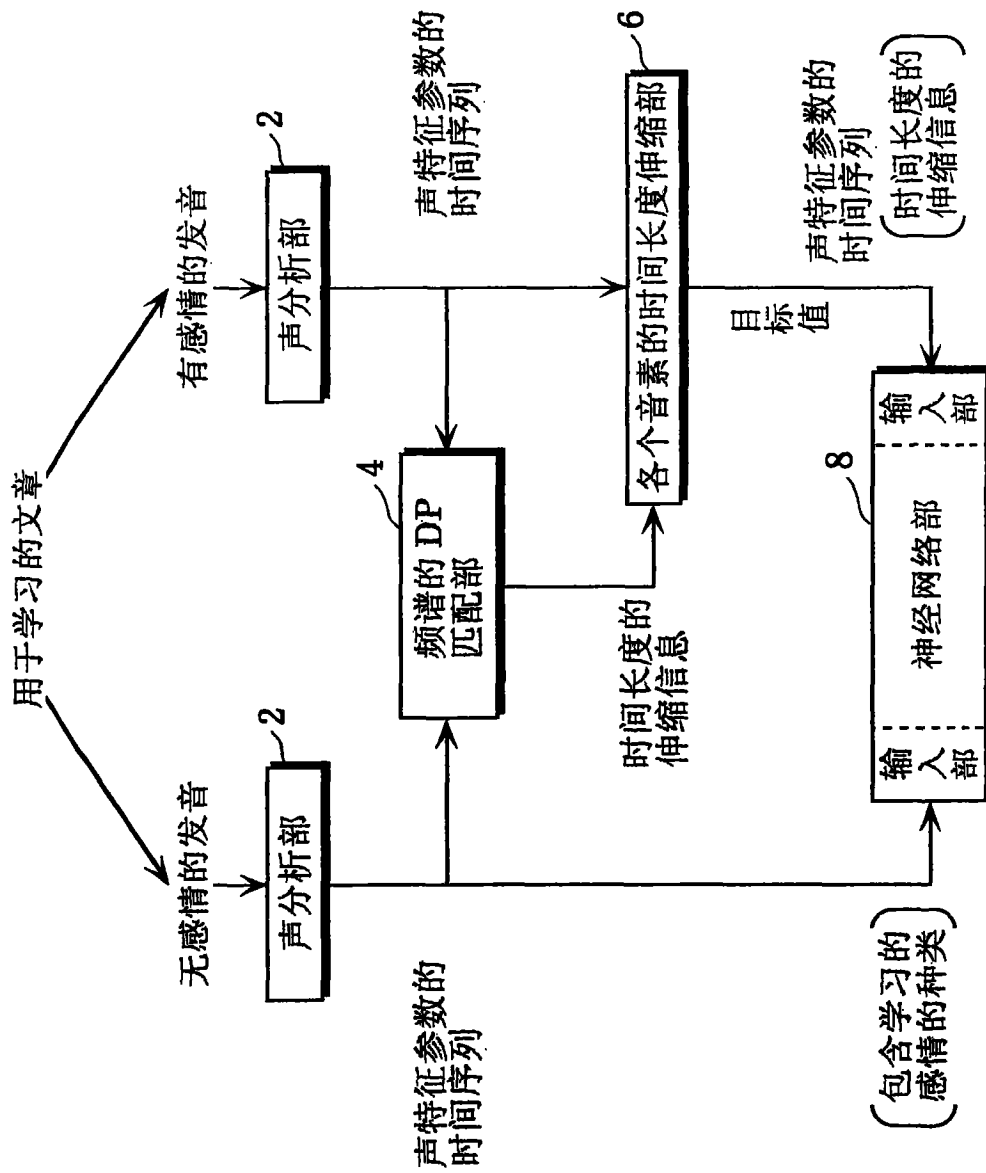 用于学习的文章
无感情的发音
有感情的发音
2
声分析部
2
声分析部
声特征参数的
时间序列
声特征参数的
时间序列
4
频谱的 DP
匹配部
时间长度的
伸缩信息
6
各个音素的时间长度伸缩部
目标值
声特征参数的
时间序列
(时间长度的
伸缩信息)
(包含学习的
感情的种类)
8
输入部
神经网络部
输入部